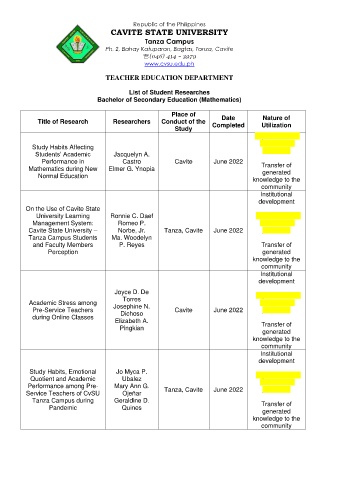 Republic of the Philippines
CAVITE STATE UNIVERSITY
Tanza Campus
Ph. 2, Bahay Katuparan, Bagtas, Tanza, Cavite
☏(046) 414 – 3979
www.cvsu.edu.ph
TEACHER EDUCATION DEPARTMENT
List of Student Researches
Bachelor of Secondary Education (Mathematics)
Title of Research
Researchers
Place of
Conduct of the
Study
Date
Completed
Nature of
Utilization
Study Habits Affecting
Students' Academic
Performance in
Mathematics during New
Normal Education
Jacquelyn A.
Castro
Elmer G. Ynopia
Cavite
June 2022
Transfer of
generated
knowledge to the
community
On the Use of Cavite State
University Learning
Management System:
Cavite State University –
Tanza Campus Students
and Faculty Members
Perception
Ronnie C. Daef
Romeo P.
Norbe, Jr.
Ma. Woodelyn
P. Reyes
Tanza, Cavite
June 2022
Institutional
development
Transfer of
generated
knowledge to the
community
Academic Stress among
Pre-Service Teachers
during Online Classes
Joyce D. De
Torres
Josephine N.
Dichoso
Elizabeth A.
PIngkian
Cavite
June 2022
Institutional
development
Transfer of
generated
knowledge to the
community
Study Habits, Emotional
Quotient and Academic
Performance among Pre-
Service Teachers of CvSU
Tanza Campus during
Pandemic
Jo Myca P.
Ubalez
Mary Ann G.
Ojeñar
Geraldine D.
Quines
Tanza, Cavite
June 2022
Institutional
development
Transfer of
generated
knowledge to the
community